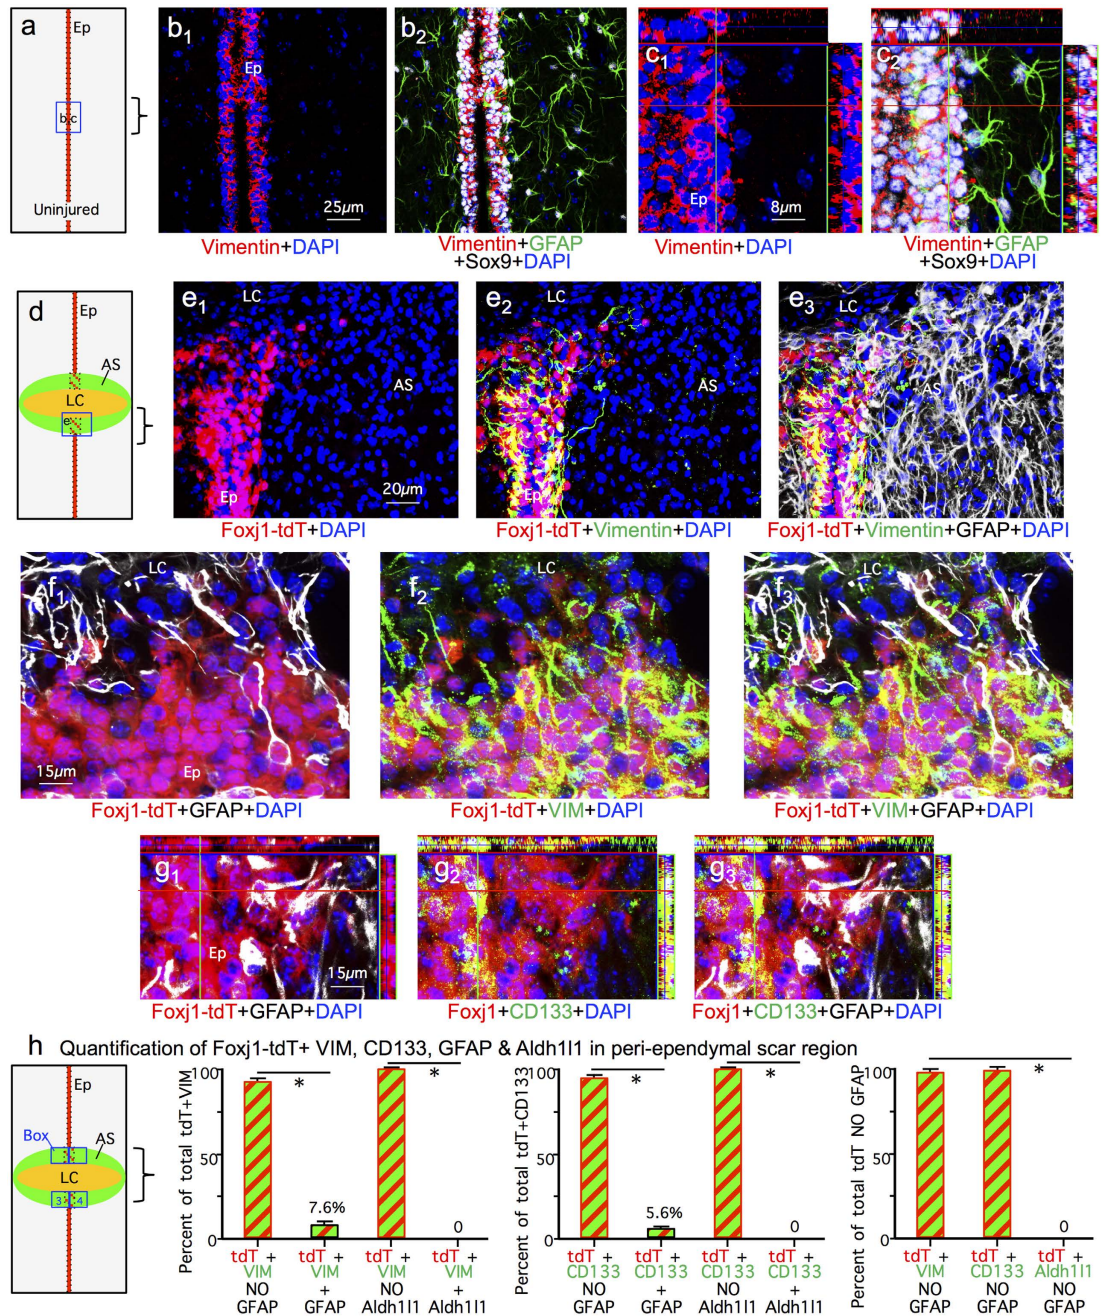 a
Ep
b c
Uninjured
b1
Ep
25µm
Vimentin+DAPI
b2
Vimentin+GFAP
+Sox9+DAPI
c1
Ep
8µm
Vimentin+DAPI
c2
Vimentin+GFAP
+Sox9+DAPI
d
Ep
AS
LC
e
e1
LC
AS
Ep
20µm
Foxj1-tdT+DAPI
e2
LC
AS
Ep
Foxj1-tdT+Vimentin+DAPI
e3
LC
AS
Foxj1-tdT+Vimentin+GFAP+DAPI
f1
LC
Ep
15µm
Foxj1-tdT+GFAP+DAPI
f2
LC
Foxj1-tdT+VIM+DAPI
f3
LC
Foxj1-tdT+VIM+GFAP+DAPI
g1
Ep
15µm
Foxj1-tdT+GFAP+DAPI
g2
Foxj1+CD133+DAPI
g3
Foxj1+CD133+GFAP+DAPI
h Quantification of Foxj1-tdT+ VIM, CD133, GFAP & Aldh1l1 in peri-ependymal scar region
Ep
Box
AS
LC
3 4
Percent of total tdT+VIM
100
50
0
* *
7.6%
0
tdT + tdT + tdT + tdT +
VIM VIM VIM VIM
NO + NO +
GFAP GFAP Aldh1l1 Aldh1l1
Percent of total tdT+CD133
100
50
0
* *
5.6%
0
tdT + tdT + tdT + tdT +
CD133 CD133 CD133 CD133
NO + NO +
GFAP GFAP Aldh1l1 Aldh1l1
Percent of total tdT NO GFAP
100
50
0
*
0
tdT + tdT + tdT +
VIM CD133 Aldh1l1
NO NO NO
GFAP GFAP GFAP